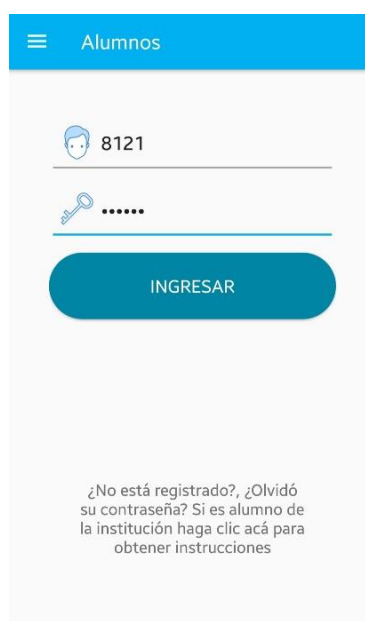 Alumnos
8121
••••••
INGRESAR
¿No está registrado?, ¿Olvidó
su contraseña? Si es alumno de
la institución haga clic acá para
obtener instrucciones